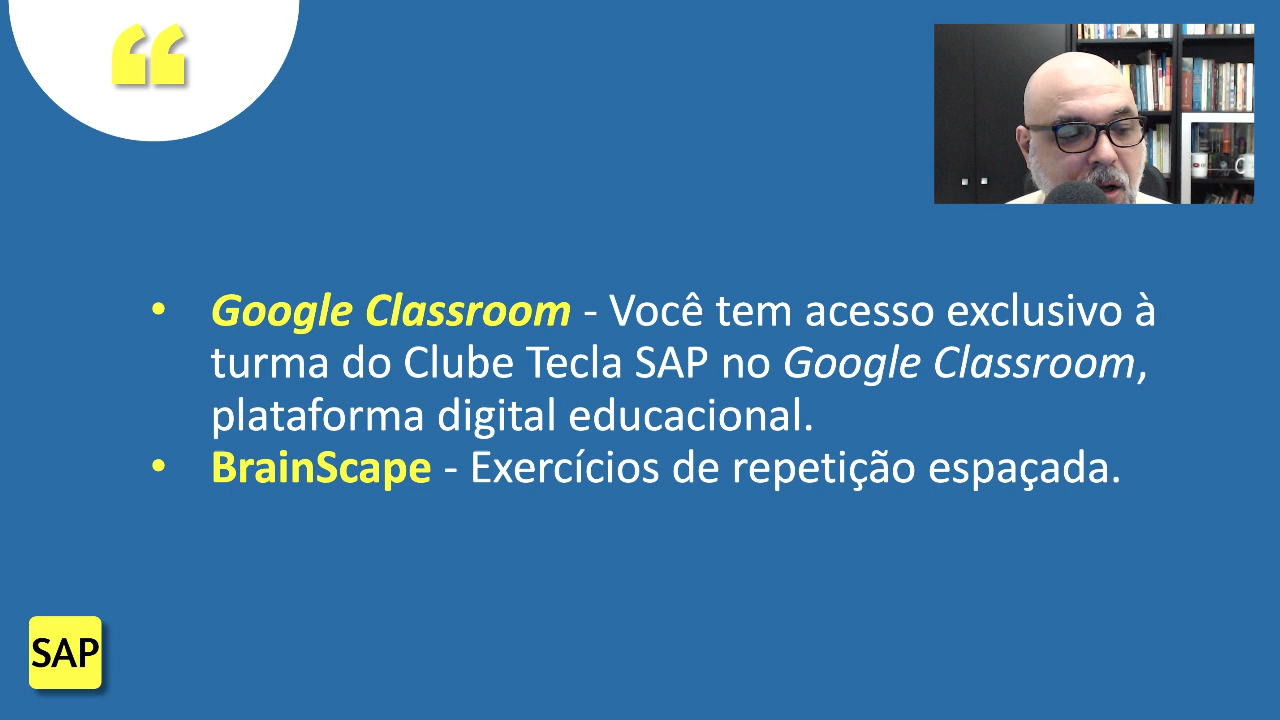 “
• Google Classroom - Você tem acesso exclusivo à
turma do Clube Tecla SAP no Google Classroom,
plataforma digital educacional.
• BrainScape - Exercícios de repetição espaçada.
SAP